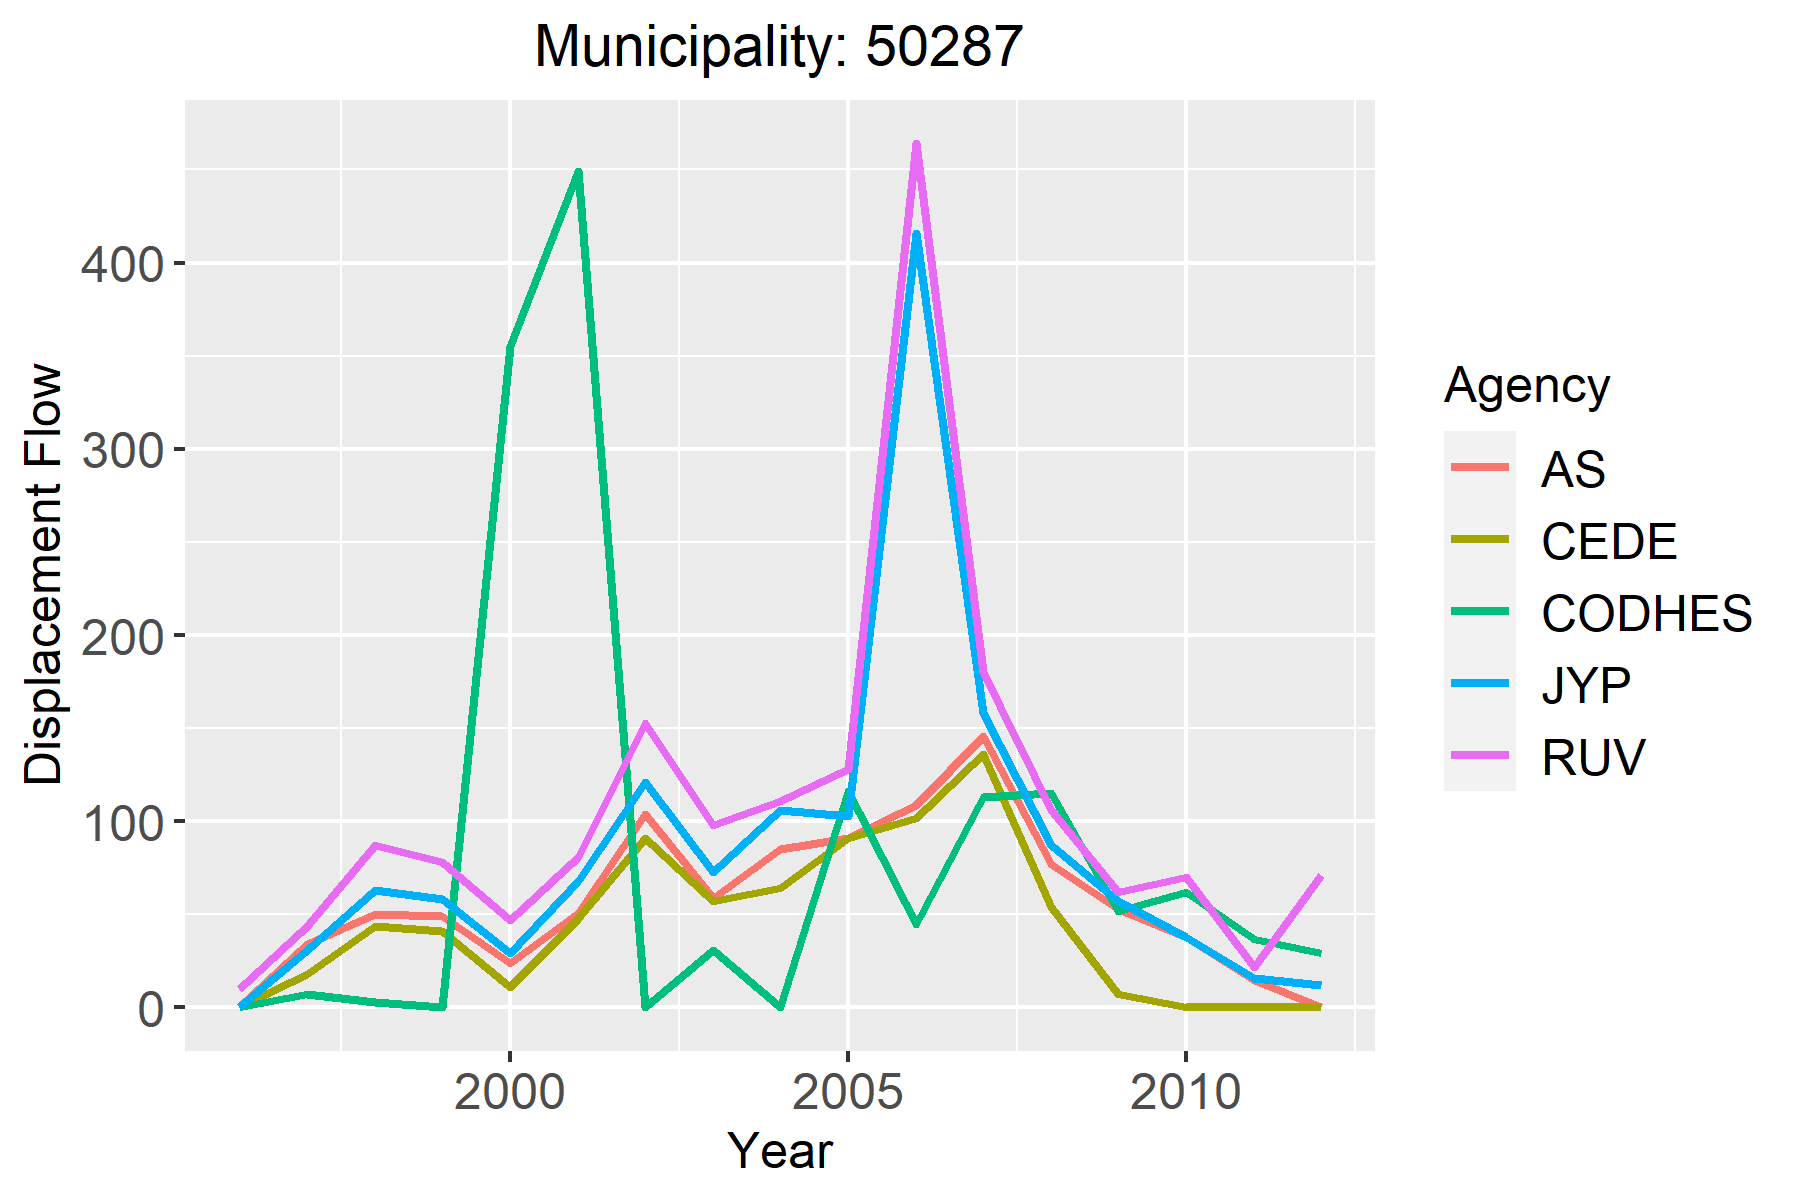 Municipality: 50287
Displacement Flow
400
300
200
100
0
2000
2005
2010
Year
Agency
AS
CEDE
CODHES
JYP
RUV